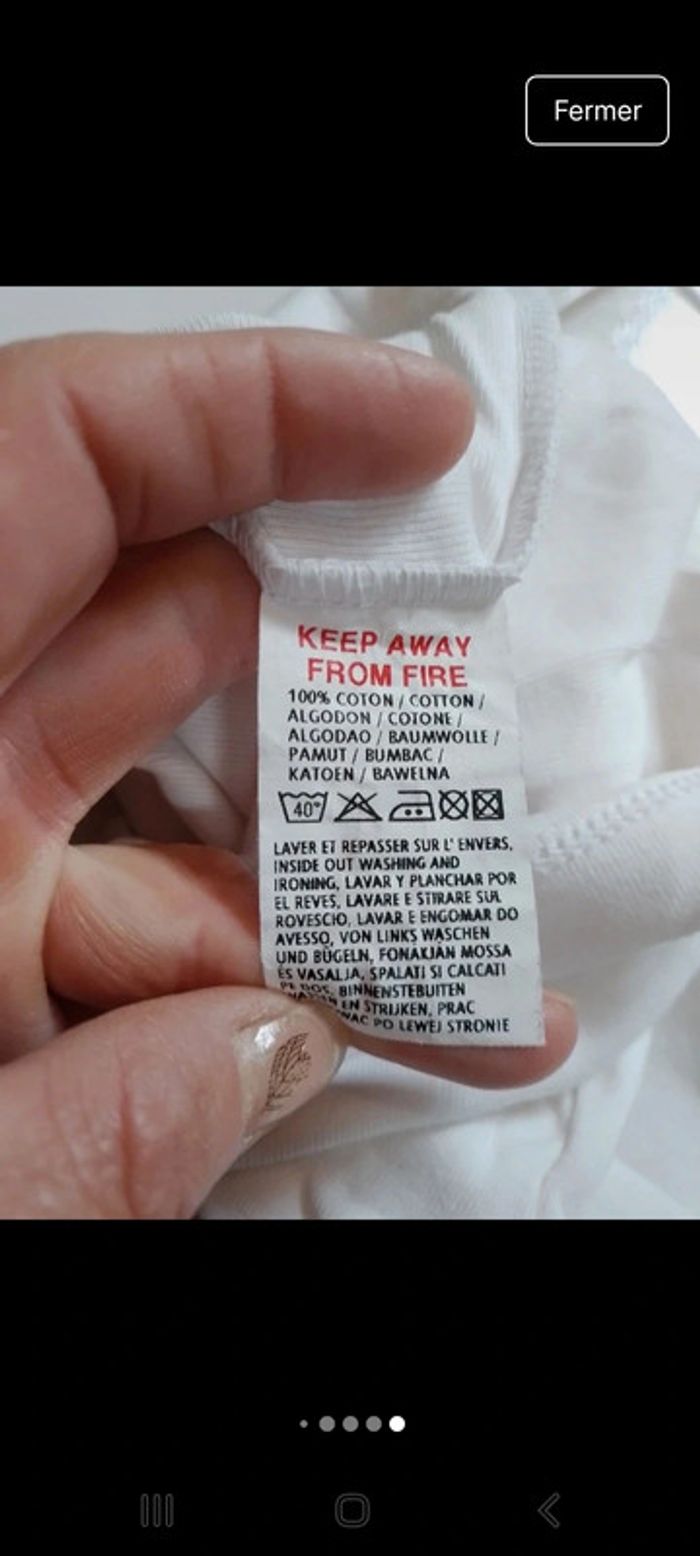 Fermer
KEEP AWAY
FROM FIRE
100% COTON / COTTON /
ALGODON / COTONE /
ALGODAO / BAUMWOLLE /
PAMUT / BUMBAC /
KATOEN / BAWELNA
40°
LAVER ET REPASSER SUR L' ENVERS,
INSIDE OUT WASHING AND
IRONING, LAVAR Y PLANCHAR POR
EL REVES, LAVARE E STIRARE SUL
ROVESCIO, LAVAR E ENGOMAR DO
AVESSO, VON LINKS WASCHEN
UND BÜGELN, FONAKJÁN MOSSA
ÉS VASALJA, SPALATI SI CALCATI
PE DOS, BINNENSTEBUITEN
EN STRIJKEN, PRAC
PO LEWEJ STRONIE